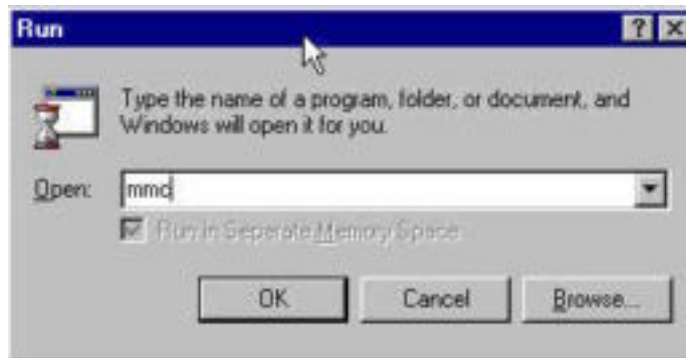 Run
Type the name of a program, folder, or document, and
Windows will open it for you.
Open: mmc
Run in Seperate Memory Space
OK Cancel Browse...